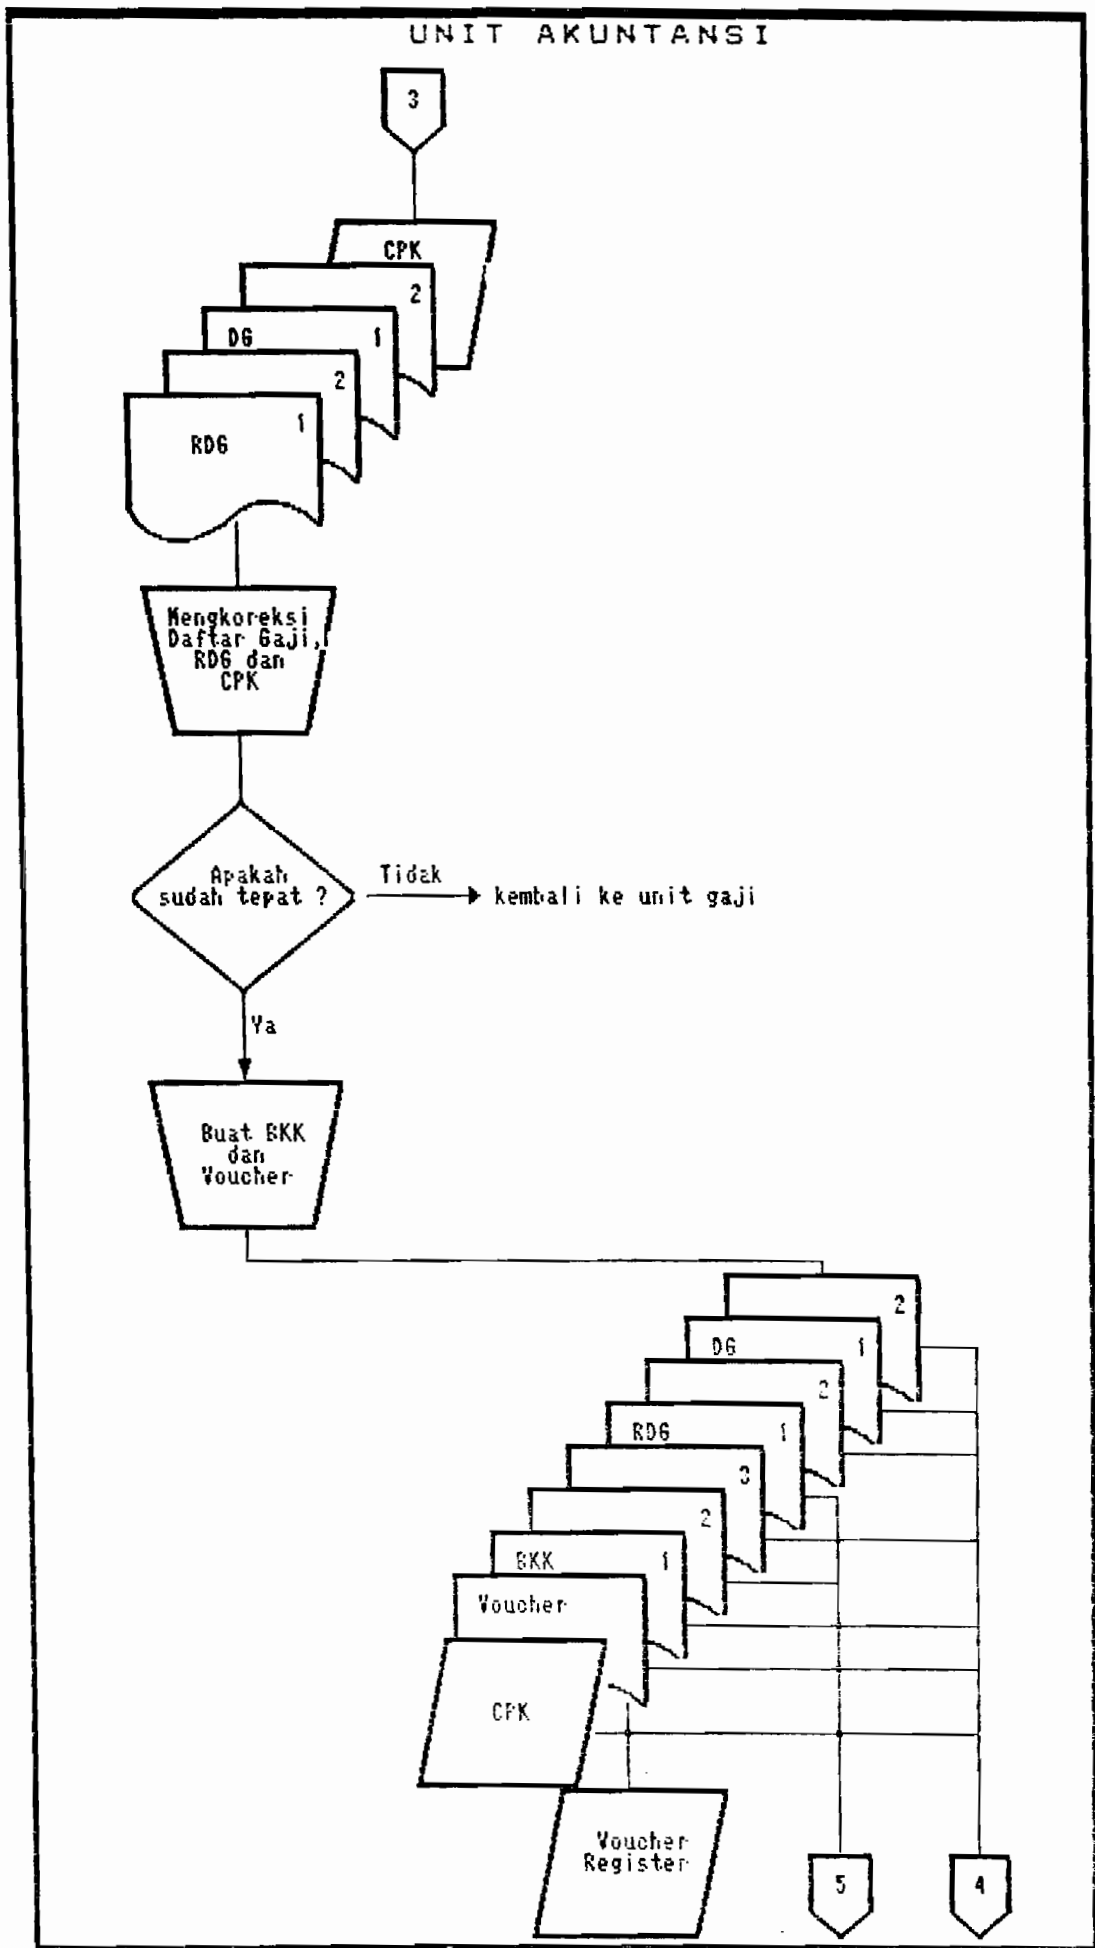 UNIT AKUNTANSI
3
CPK
2
DG 1
2
1
RDG
Mengkoreksi
Daftar Gaji,
RDG dan
CPK
Apakah
sudah tepat ?
Tidak
kembali ke unit gaji
Ya
Buat BKK
dan
Voucher
2
DG 1
2
RDG 1
3
2
BKK 1
Voucher
CPK
Voucher
Register
5
4